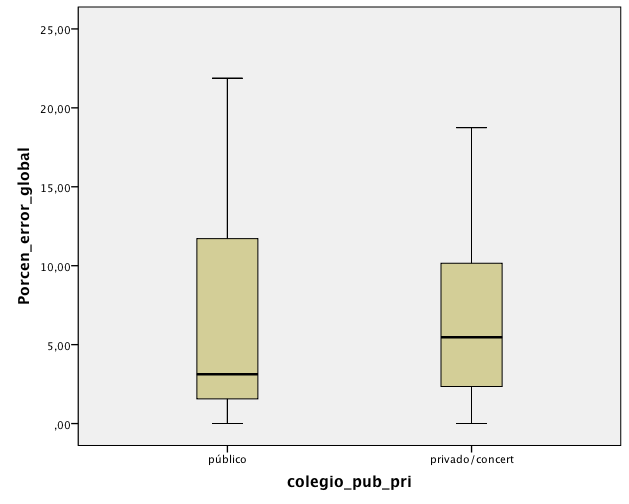 25,00
20,00
15,00
10,00
5,00
,00
Porcen_error_global
público
privado/concert
colegio_pub_pri